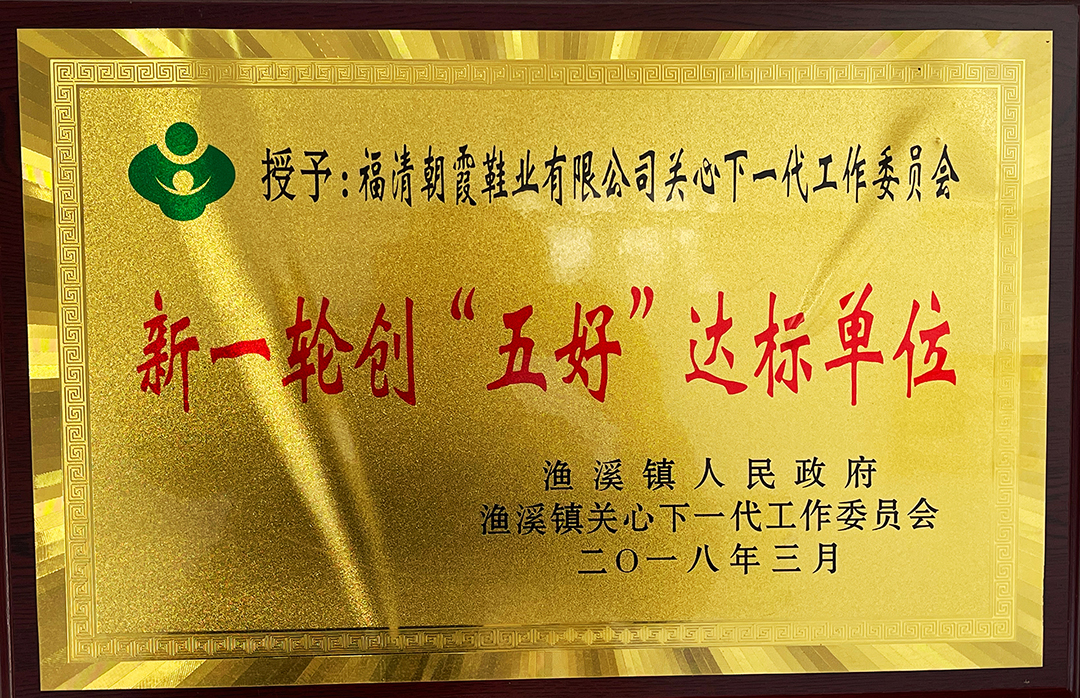 授予：福清朝霞鞋业有限公司关心下一代工作委员会
新一轮创“五好”达标单位
渔溪镇人民政府
渔溪镇关心下一代工作委员会
二〇一八年三月